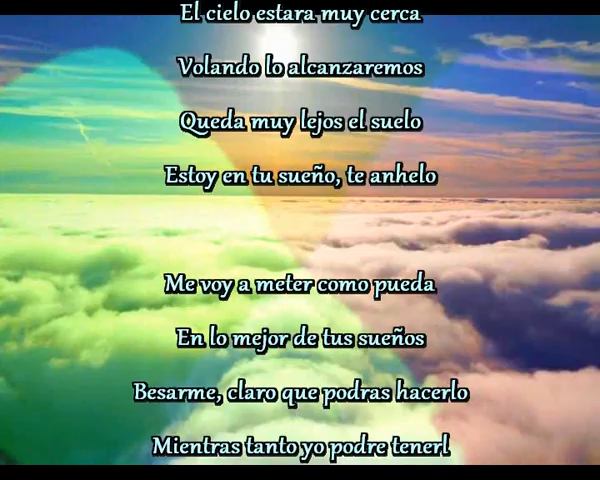 El cielo estara muy cerca
Volando lo alcanzaremos
Queda muy lejos el suelo
Estoy en tu sueño, te anhelo
Me voy a meter como pueda
En lo mejor de tus sueños
Besarme, claro que podras hacerlo
Mientras tanto yo podre tenerl